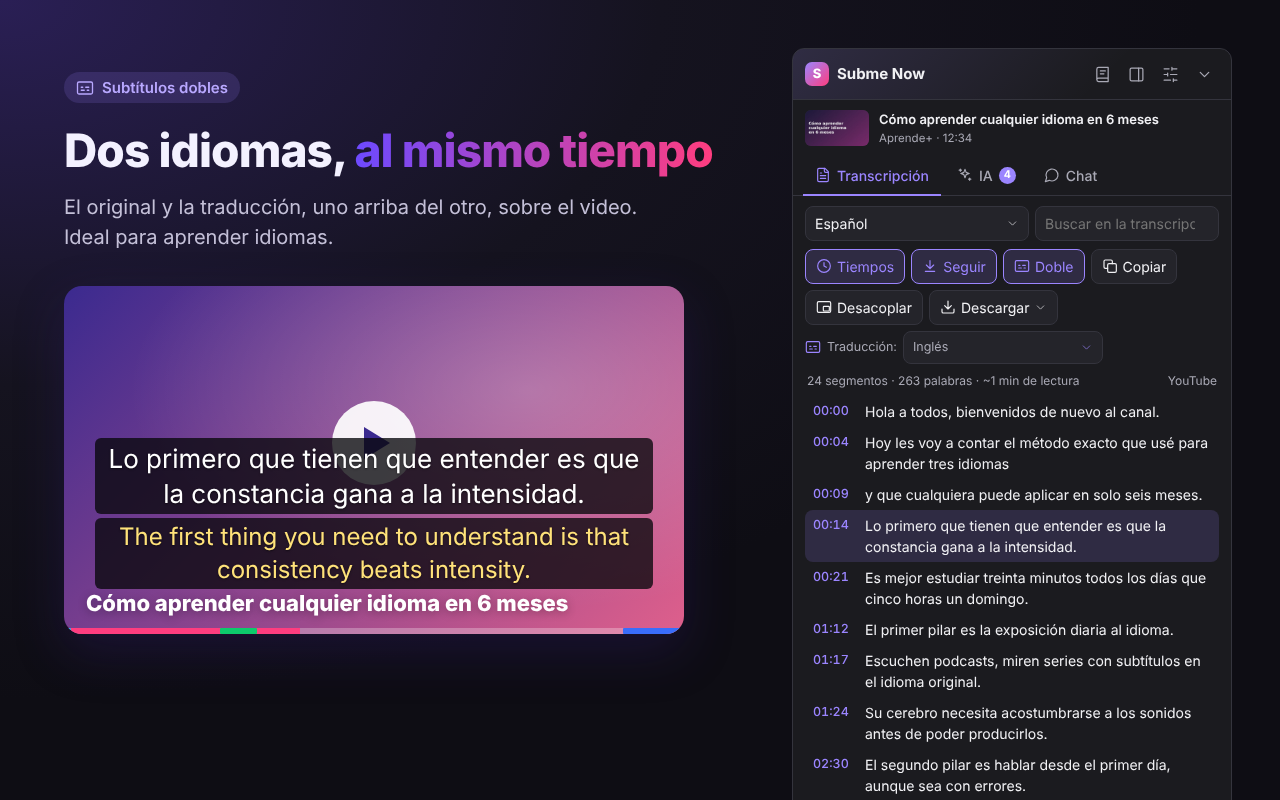 Subtítulos dobles
Dos idiomas, al mismo tiempo
El original y la traducción, uno arriba del otro, sobre el video.
Ideal para aprender idiomas.
Lo primero que tienen que entender es que
la constancia gana a la intensidad.
The first thing you need to understand is that
consistency beats intensity.
Cómo aprender cualquier idioma en 6 meses
S Subme Now
Cómo aprender cualquier idioma en 6 meses
Cómo aprender cualquier idioma en 6 meses
Aprende+ · 12:34
Transcripción IA 4 Chat
Español Buscar en la transcripc
Tiempos Seguir Doble Copiar
Desacoplar Descargar
Traducción: Inglés
24 segmentos · 263 palabras · ~1 min de lectura YouTube
00:00 Hola a todos, bienvenidos de nuevo al canal.
00:04 Hoy les voy a contar el método exacto que usé para
aprender tres idiomas
00:09 y que cualquiera puede aplicar en solo seis meses.
00:14 Lo primero que tienen que entender es que la
constancia gana a la intensidad.
00:21 Es mejor estudiar treinta minutos todos los días que
cinco horas un domingo.
01:12 El primer pilar es la exposición diaria al idioma.
01:17 Escuchen podcasts, miren series con subtítulos en
el idioma original.
01:24 Su cerebro necesita acostumbrarse a los sonidos
antes de poder producirlos.
02:30 El segundo pilar es hablar desde el primer día,
aunque sea con errores.